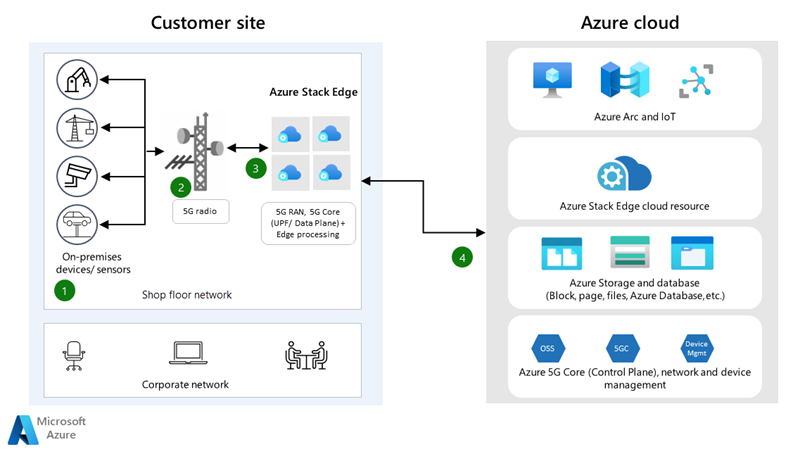 Customer site
Azure cloud
Azure Stack Edge
2
3
5G radio
5G RAN, 5G Core
(UPF/ Data Plane) +
Edge processing
On-premises
devices/ sensors
1
Shop floor network
Corporate network
4
Azure Arc and IoT
Azure Stack Edge cloud resource
Azure Storage and database
(Block, page, files, Azure Database, etc.)
OSS
5GC
Device
Mgmt
Azure 5G Core (Control Plane), network and device
management
Microsoft
Azure